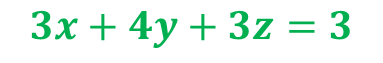 3x + 4y + 3z = 3